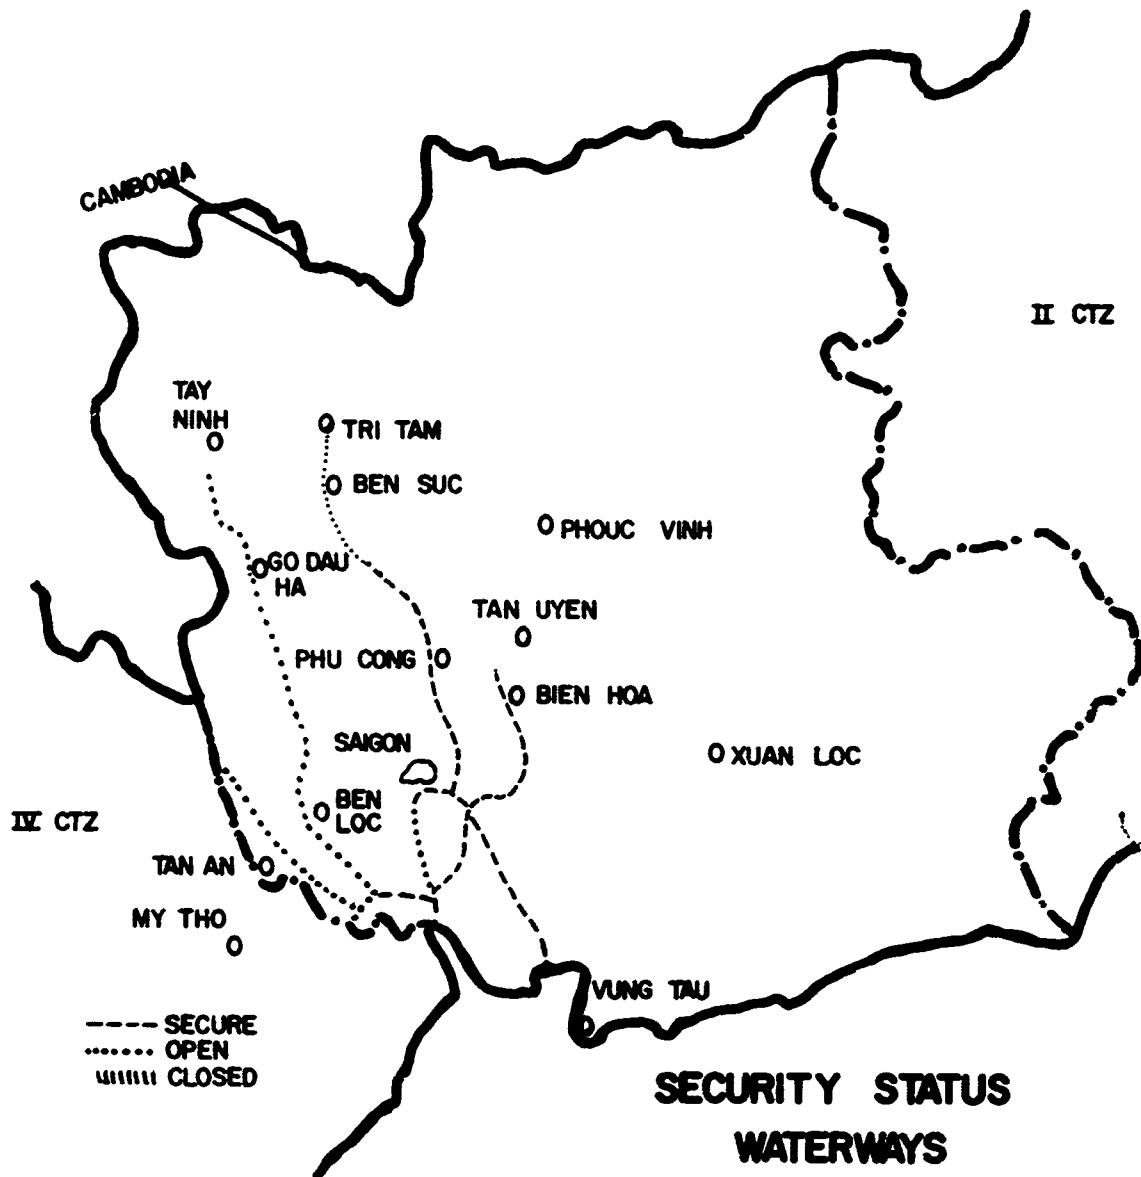 CAMBODIA
II CTZ
TAY
NINH
TRI TAM
BEN SUC
PHOUC VINH
GO DAU
HA
TAN UYEN
PHU CONG
BIEN HOA
SAIGON
XUAN LOC
BEN
LOC
IV CTZ
TAN AN
MY THO
VUNG TAU
SECURE
OPEN
CLOSED
SECURITY STATUS
WATERWAYS